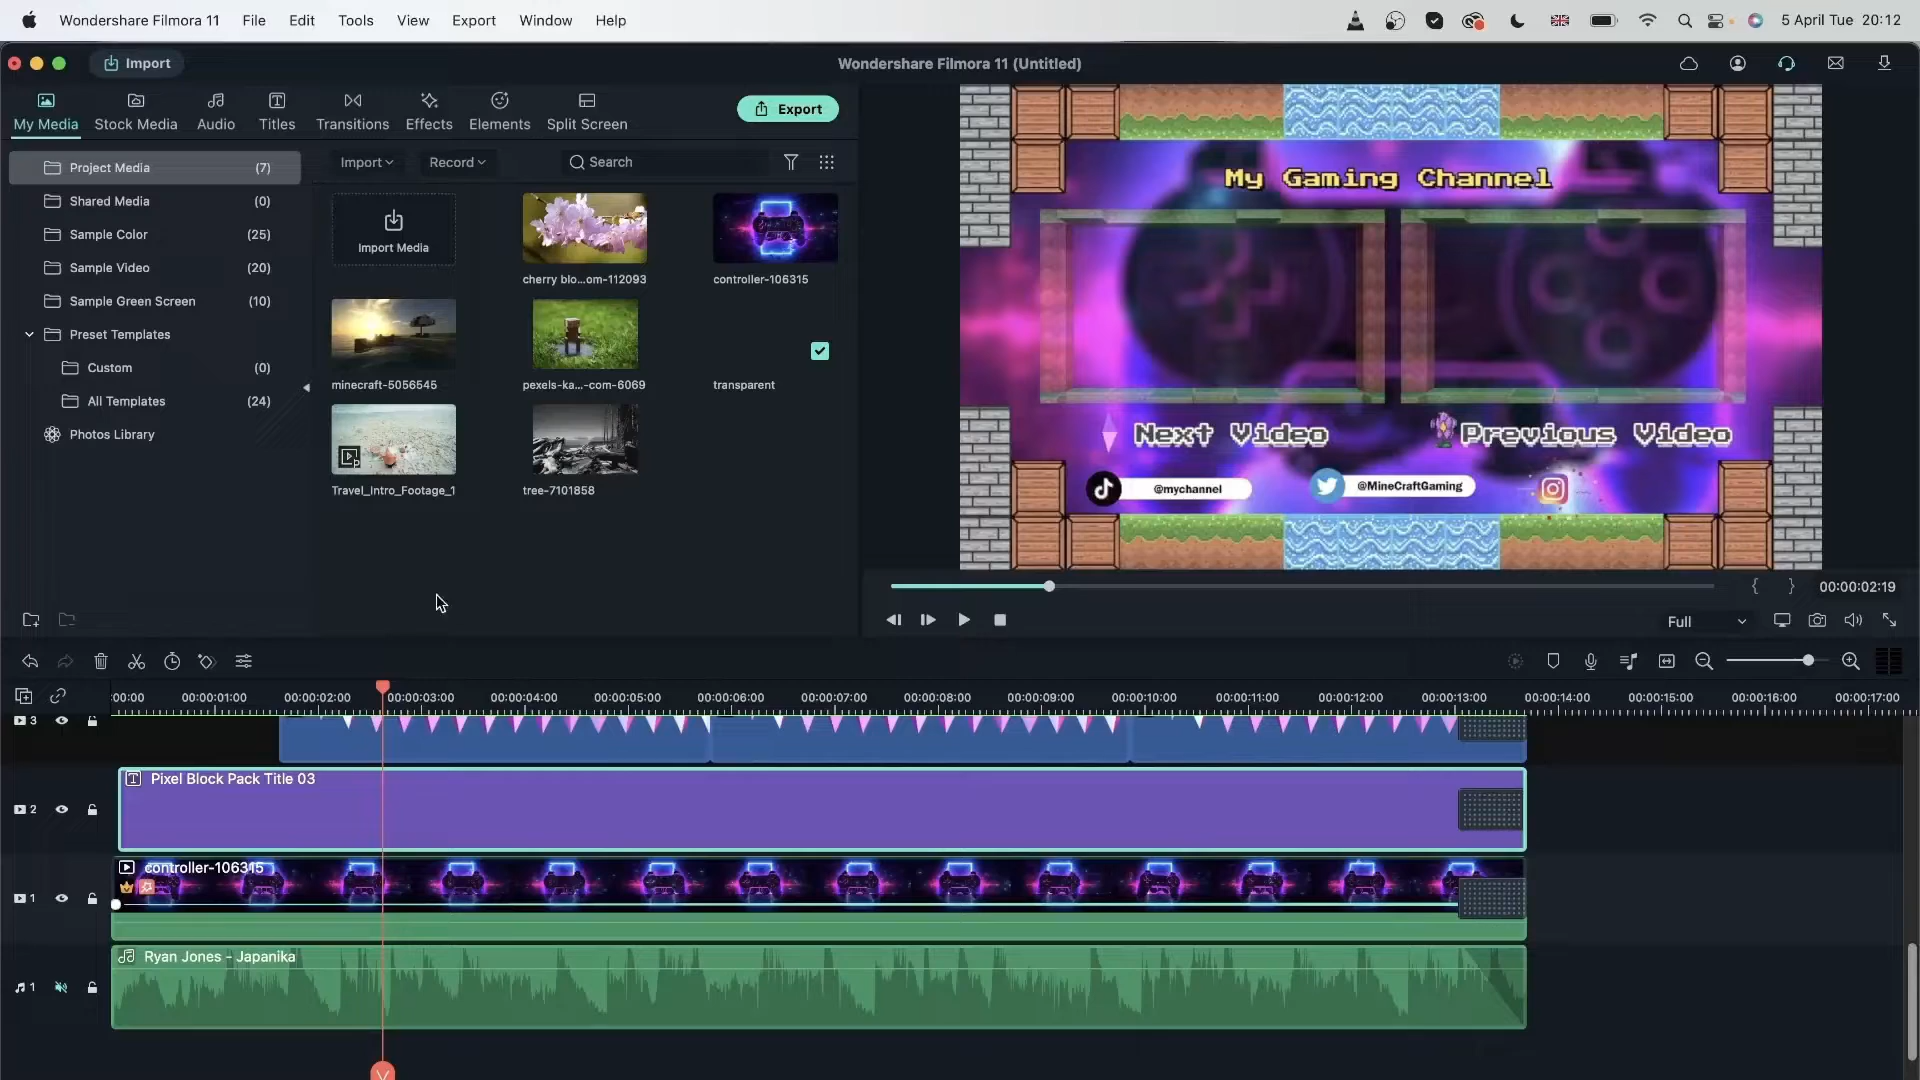 Wondershare Filmora 11 File Edit Tools View Export Window Help 5 April Tue 20:12
Import Wondershare Filmora 11 (Untitled)
My Media Stock Media Audio Titles Transitions Effects Elements Split Screen Export
Project Media (7)
Shared Media (0)
Sample Color (25)
Sample Video (20)
Sample Green Screen (10)
Preset Templates
Custom (0)
All Templates (24)
Photos Library
Import Record Search
Import Media
cherry blo...om-112093
controller-106315
minecraft-5056545
pexels-ka...-com-6069
transparent
Travel_Intro_Footage_1
tree-7101858
My Gaming Channel
Next Video Previous Video
@mychannel @MineCraftGaming
{ } 00:00:02:19
Full
:00:00 00:00:01:00 00:00:02:00 00:00:03:00 00:00:04:00 00:00:05:00 00:00:06:00 00:00:07:00 00:00:08:00 00:00:09:00 00:00:10:00 00:00:11:00 00:00:12:00 00:00:13:00 00:00:14:00 00:00:15:00 00:00:16:00 00:00:17:00
3
Pixel Block Pack Title 03
2
controller-106315
1
Ryan Jones - Japanika
1